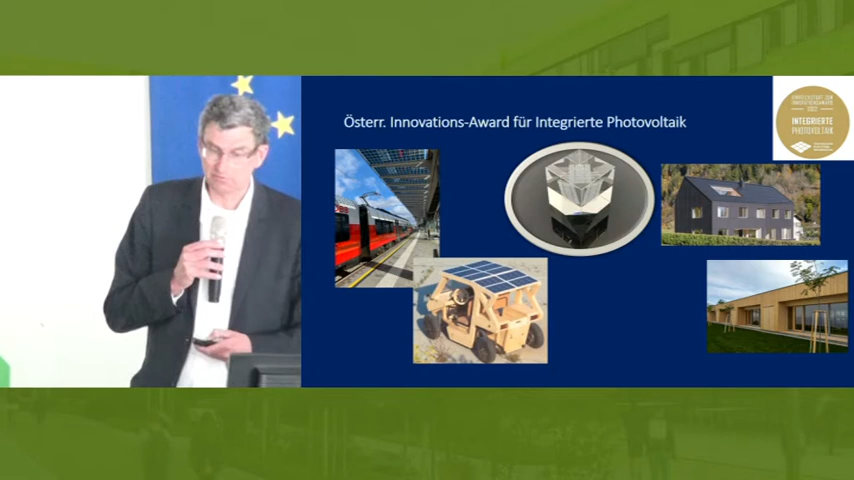 Österr. Innovations-Award für Integrierte Photovoltaik
INTEGRIERTE
PHOTOVOLTAIK